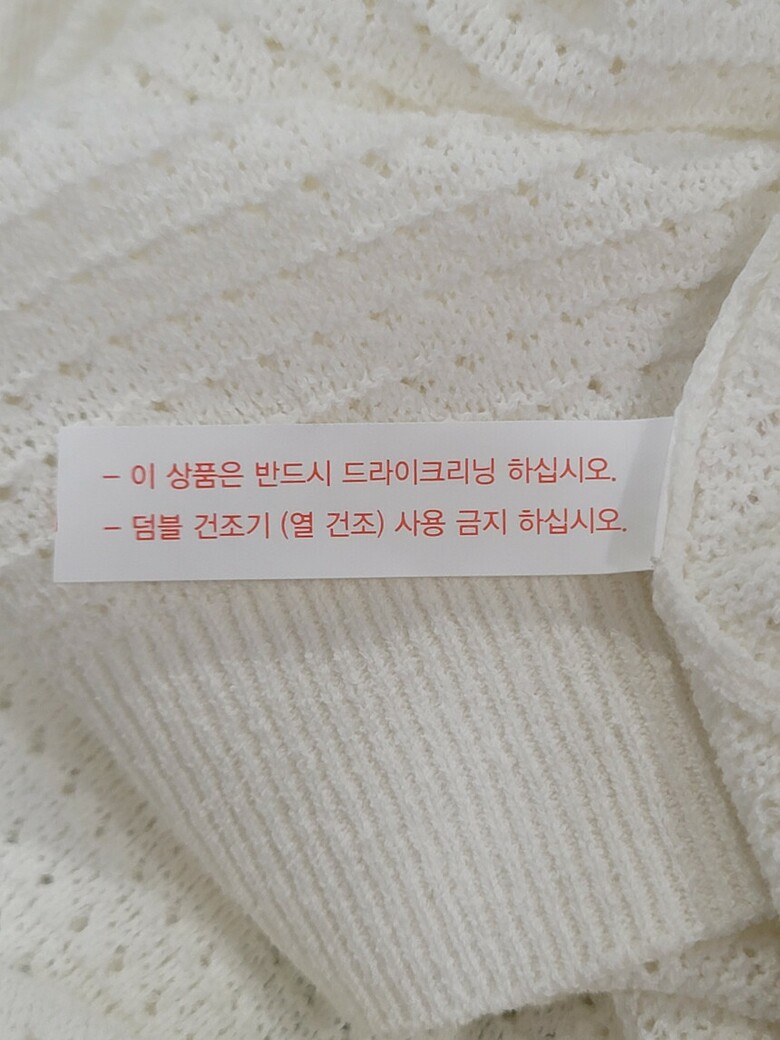 - 이 상품은 반드시 드라이크리닝 하십시오.
- 덤블 건조기 (열 건조) 사용 금지 하십시오.